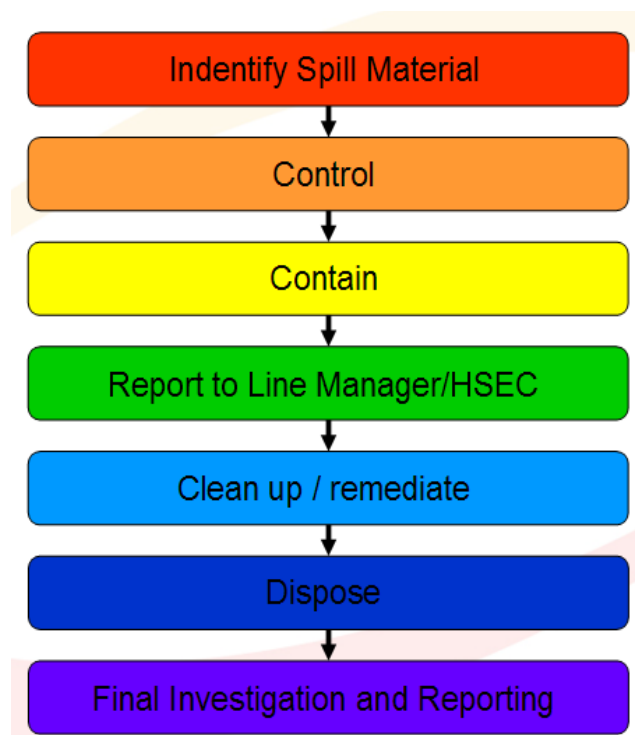 Indentify Spill Material
Control
Contain
Report to Line Manager/HSEC
Clean up / remediate
Dispose
Final Investigation and Reporting